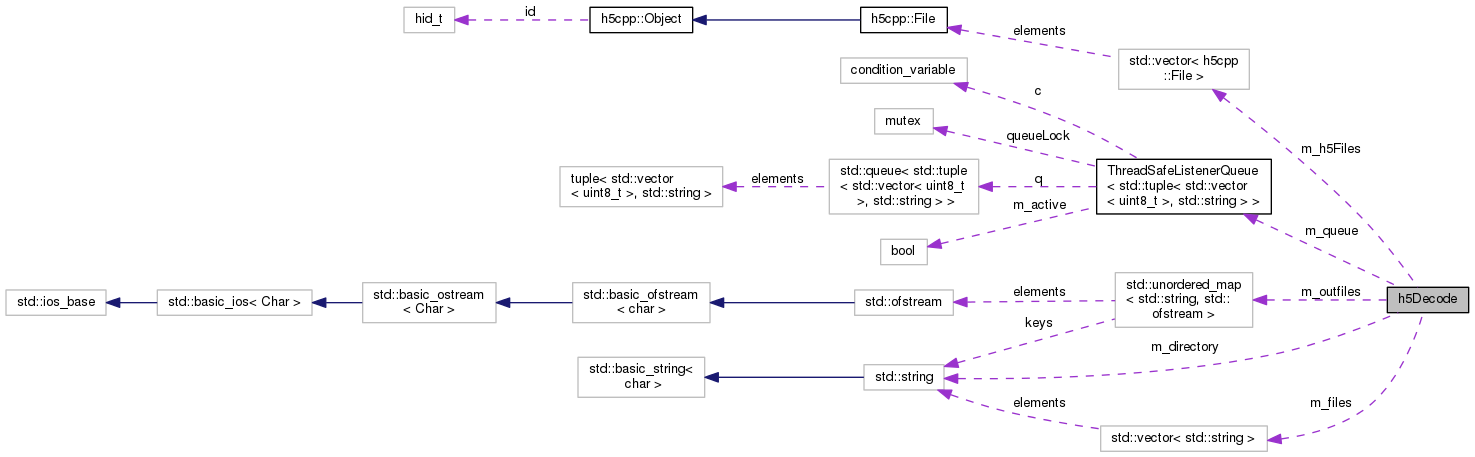 hid_t
id
h5cpp::Object
h5cpp::File
elements
std::vector< h5cpp
::File >
condition_variable
c
mutex
queueLock
m_h5Files
tuple< std::vector
< uint8_t >, std::string >
elements
std::queue< std::tuple
< std::vector< uint8_t
>, std::string > >
q
ThreadSafeListenerQueue
< std::tuple< std::vector
< uint8_t >, std::string > >
m_active
bool
m_queue
std::ios_base
std::basic_ios< Char >
std::basic_ostream
< Char >
std::basic_ofstream
< char >
std::ofstream
elements
std::unordered_map
< std::string, std::
ofstream >
m_outfiles
h5Decode
keys
m_directory
std::basic_string<
char >
std::string
elements
m_files
std::vector< std::string >